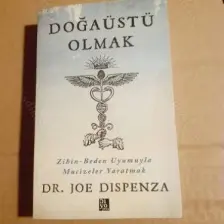 DOĞAÜSTÜ
OLMAK
Zihin-Beden Uyumuyla
Mucizeler Yaratmak
DR. JOE DISPENZA